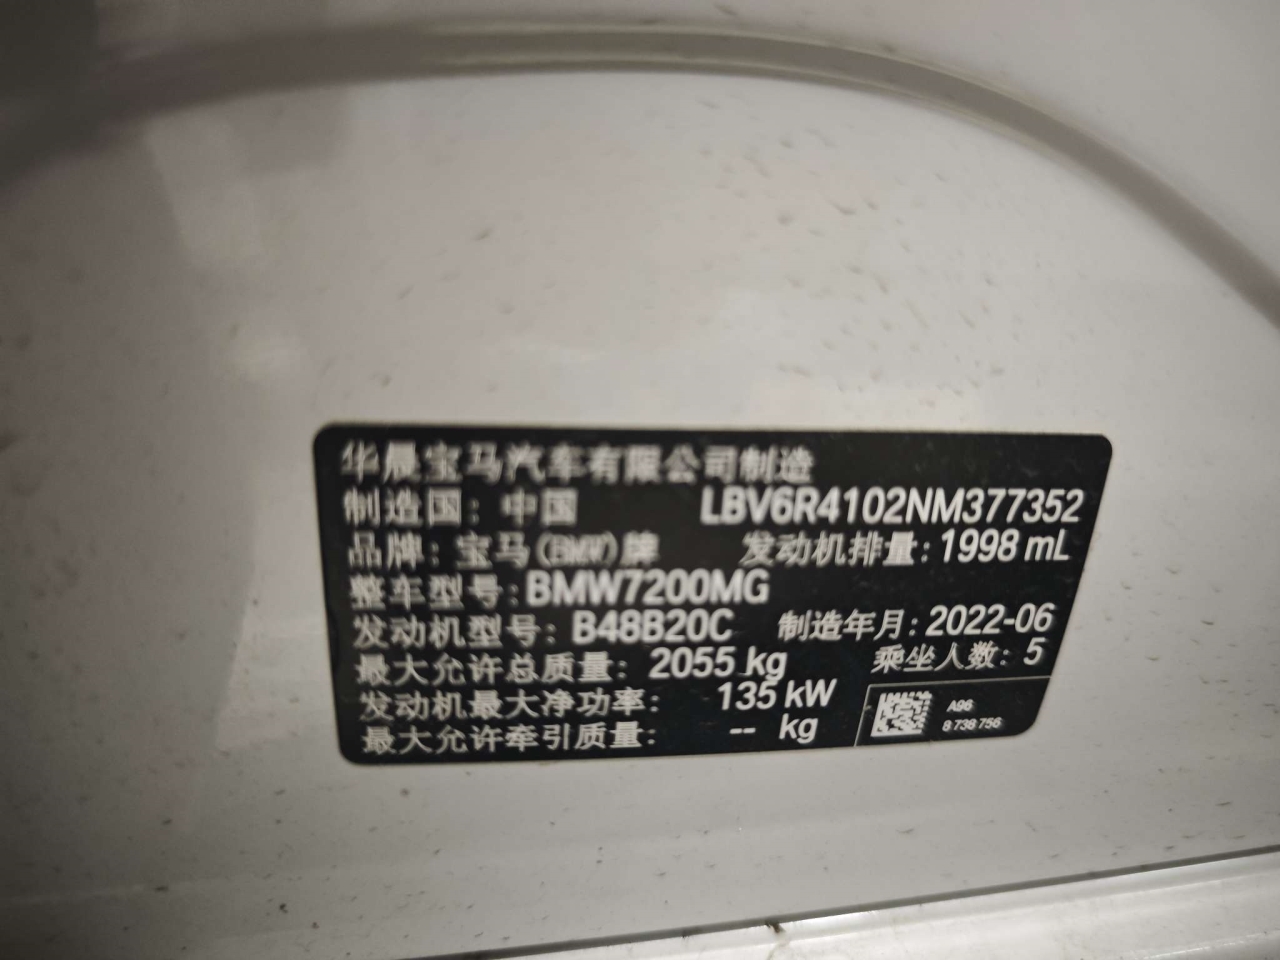 华晨宝马汽车有限公司制造
制造国：中国 LBV6R4102NM377352
品牌：宝马(BMW)牌 发动机排量：1998 mL
整车型号：BMW7200MG
发动机型号：B48B20C 制造年月：2022-06
最大允许总质量：2055 kg 乘坐人数：5
发动机最大净功率： 135 kW
最大允许牵引质量： -- kg
A96
8 738 756